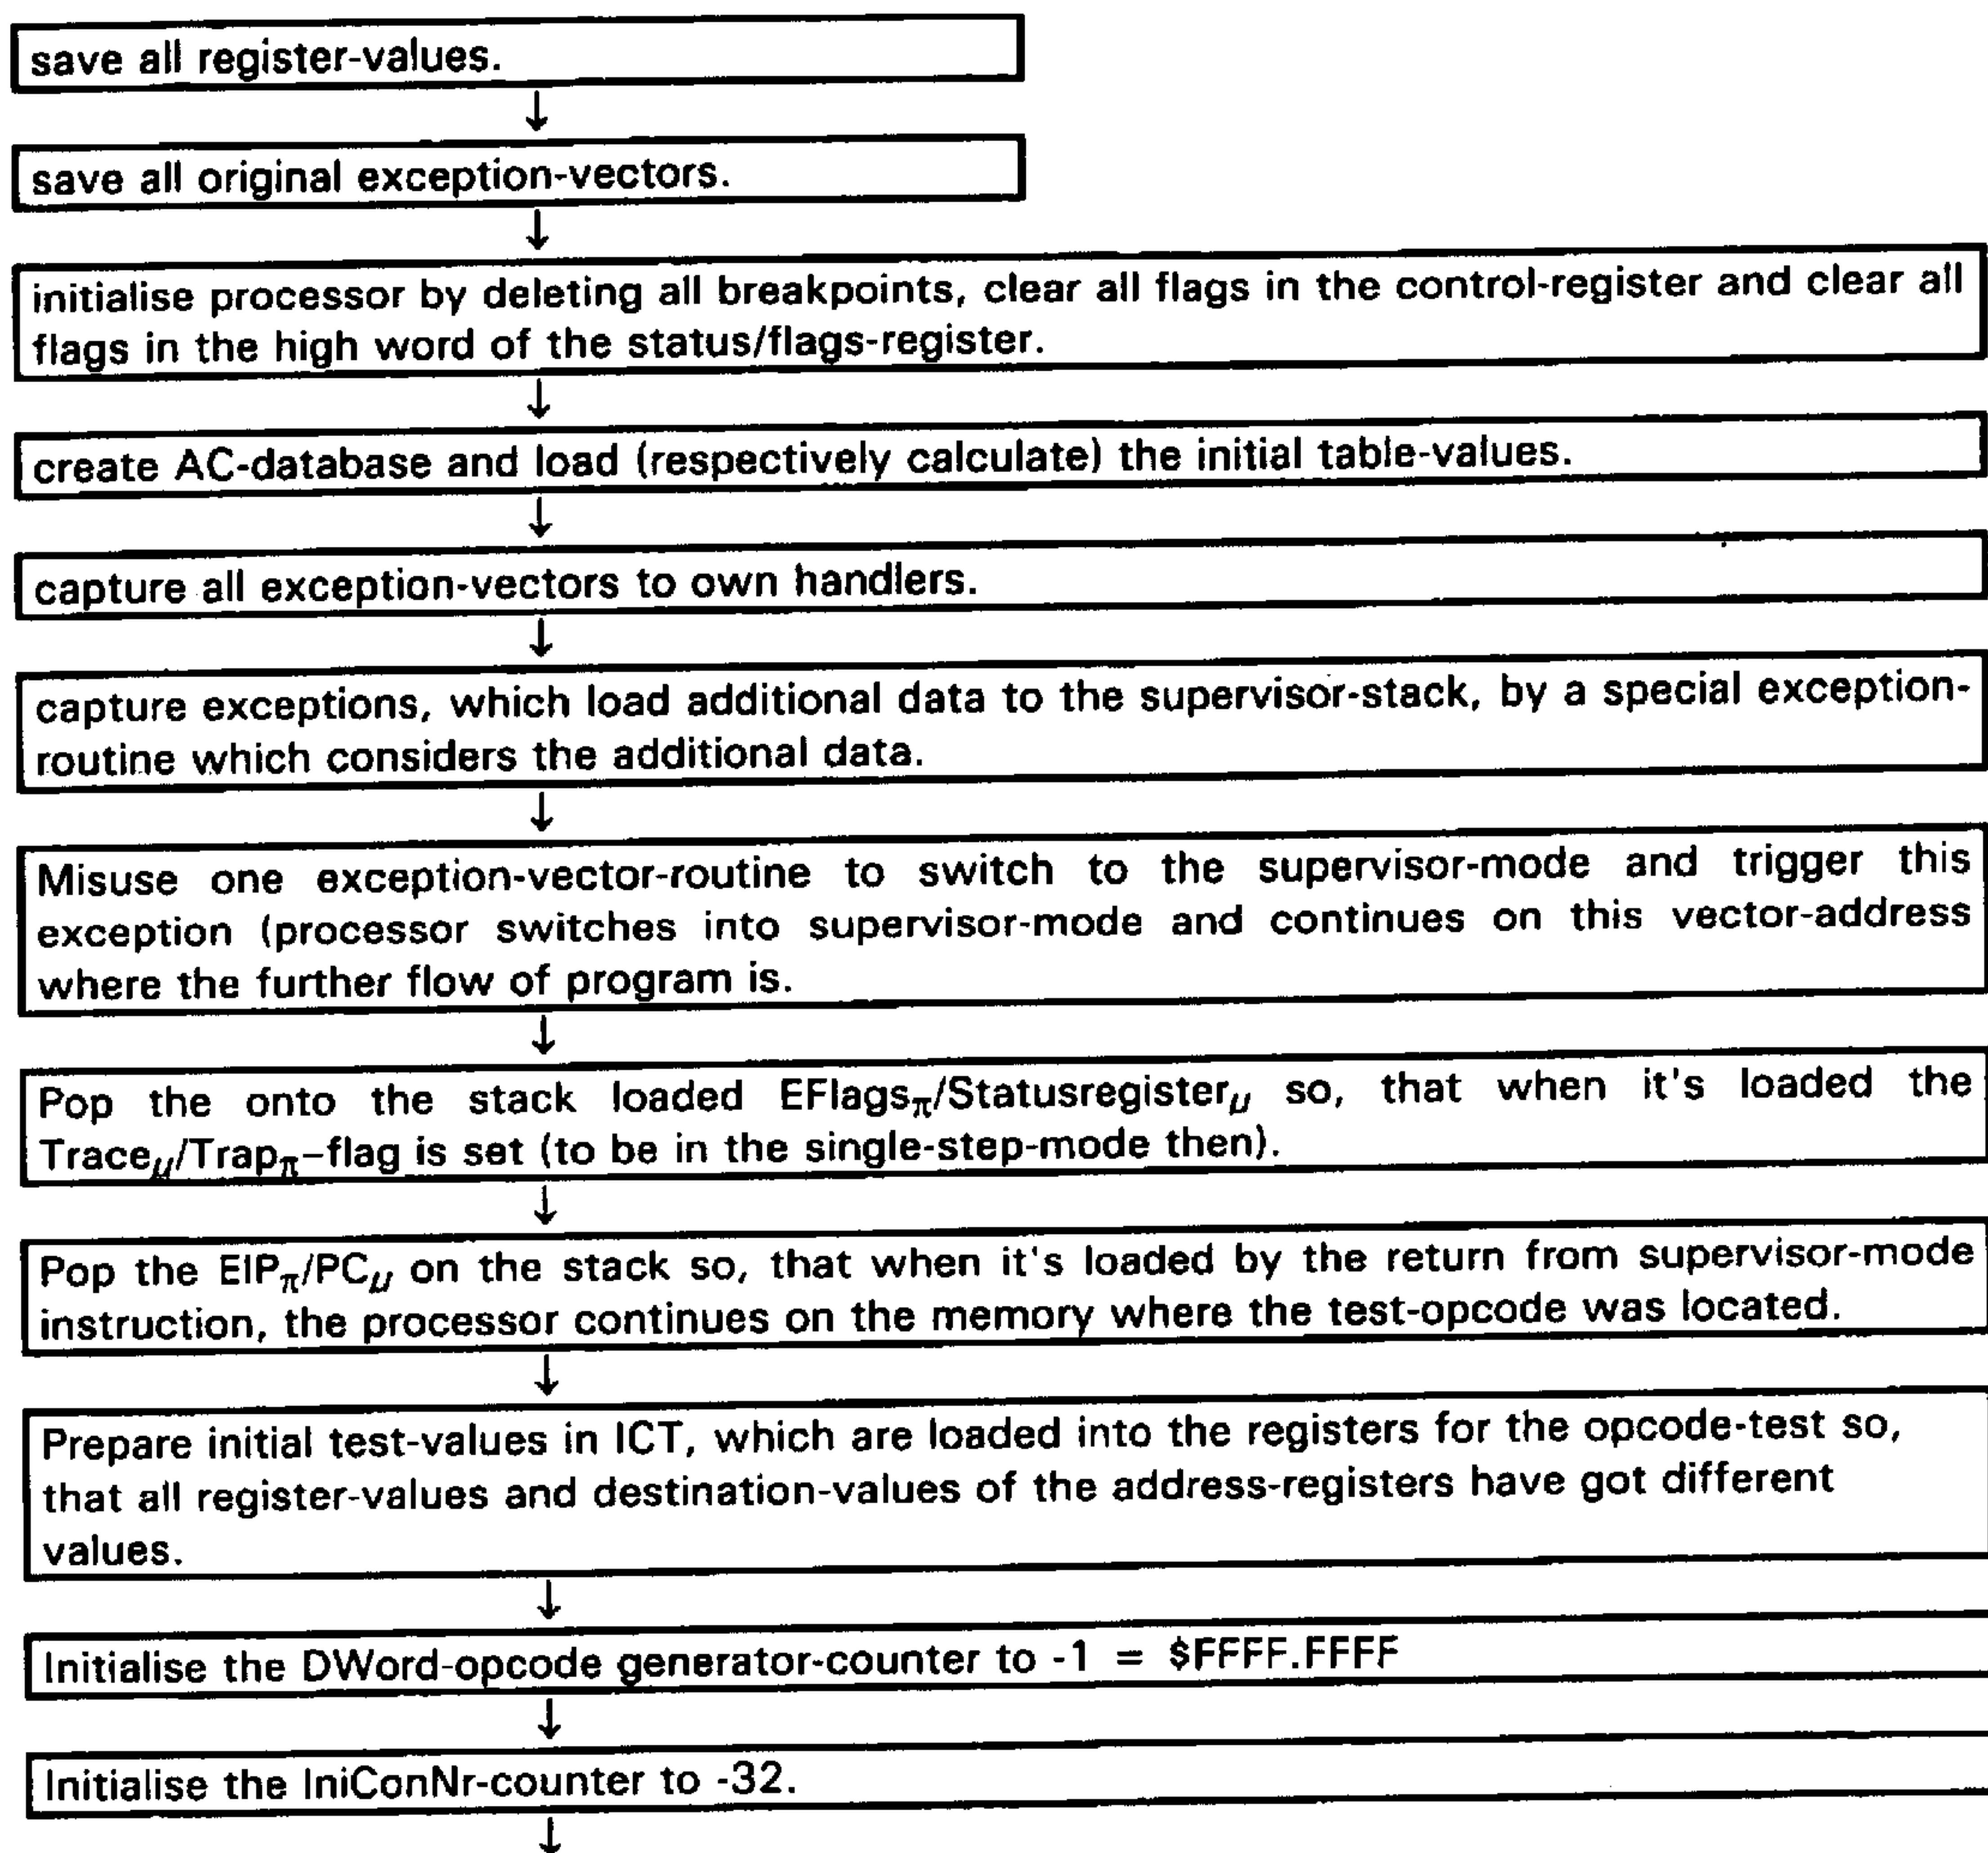 save all register-values.
save all original exception-vectors.
initialise processor by deleting all breakpoints, clear all flags in the control-register and clear all
flags in the high word of the status/flags-register.
create AC-database and load (respectively calculate) the initial table-values.
capture all exception-vectors to own handlers.
capture exceptions, which load additional data to the supervisor-stack, by a special exception-
routine which considers the additional data.
Misuse one exception-vector-routine to switch to the supervisor-mode and trigger this
exception (processor switches into supervisor-mode and continues on this vector-address
where the further flow of program is.
Pop the onto the stack loaded EFlagsπ/Statusregisterμ so, that when it's loaded the
Traceμ/Trapπ–flag is set (to be in the single-step-mode then).
Pop the EIPπ/PCμ on the stack so, that when it's loaded by the return from supervisor-mode
instruction, the processor continues on the memory where the test-opcode was located.
Prepare initial test-values in ICT, which are loaded into the registers for the opcode-test so,
that all register-values and destination-values of the address-registers have got different
values.
Initialise the DWord-opcode generator-counter to -1 = $FFFF.FFFF
Initialise the IniConNr-counter to -32.